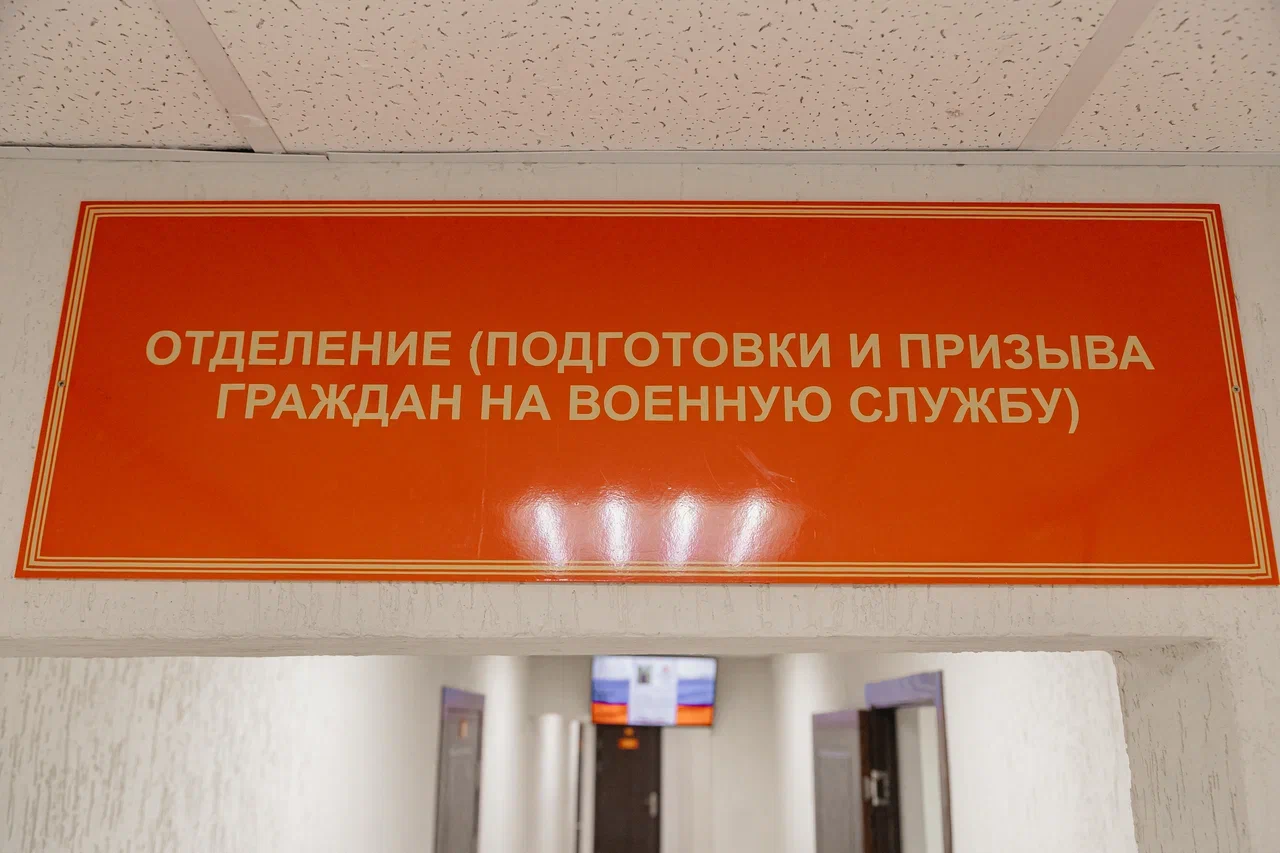 ОТДЕЛЕНИЕ (ПОДГОТОВКИ И ПРИЗЫВА
ГРАЖДАН НА ВОЕННУЮ СЛУЖБУ)